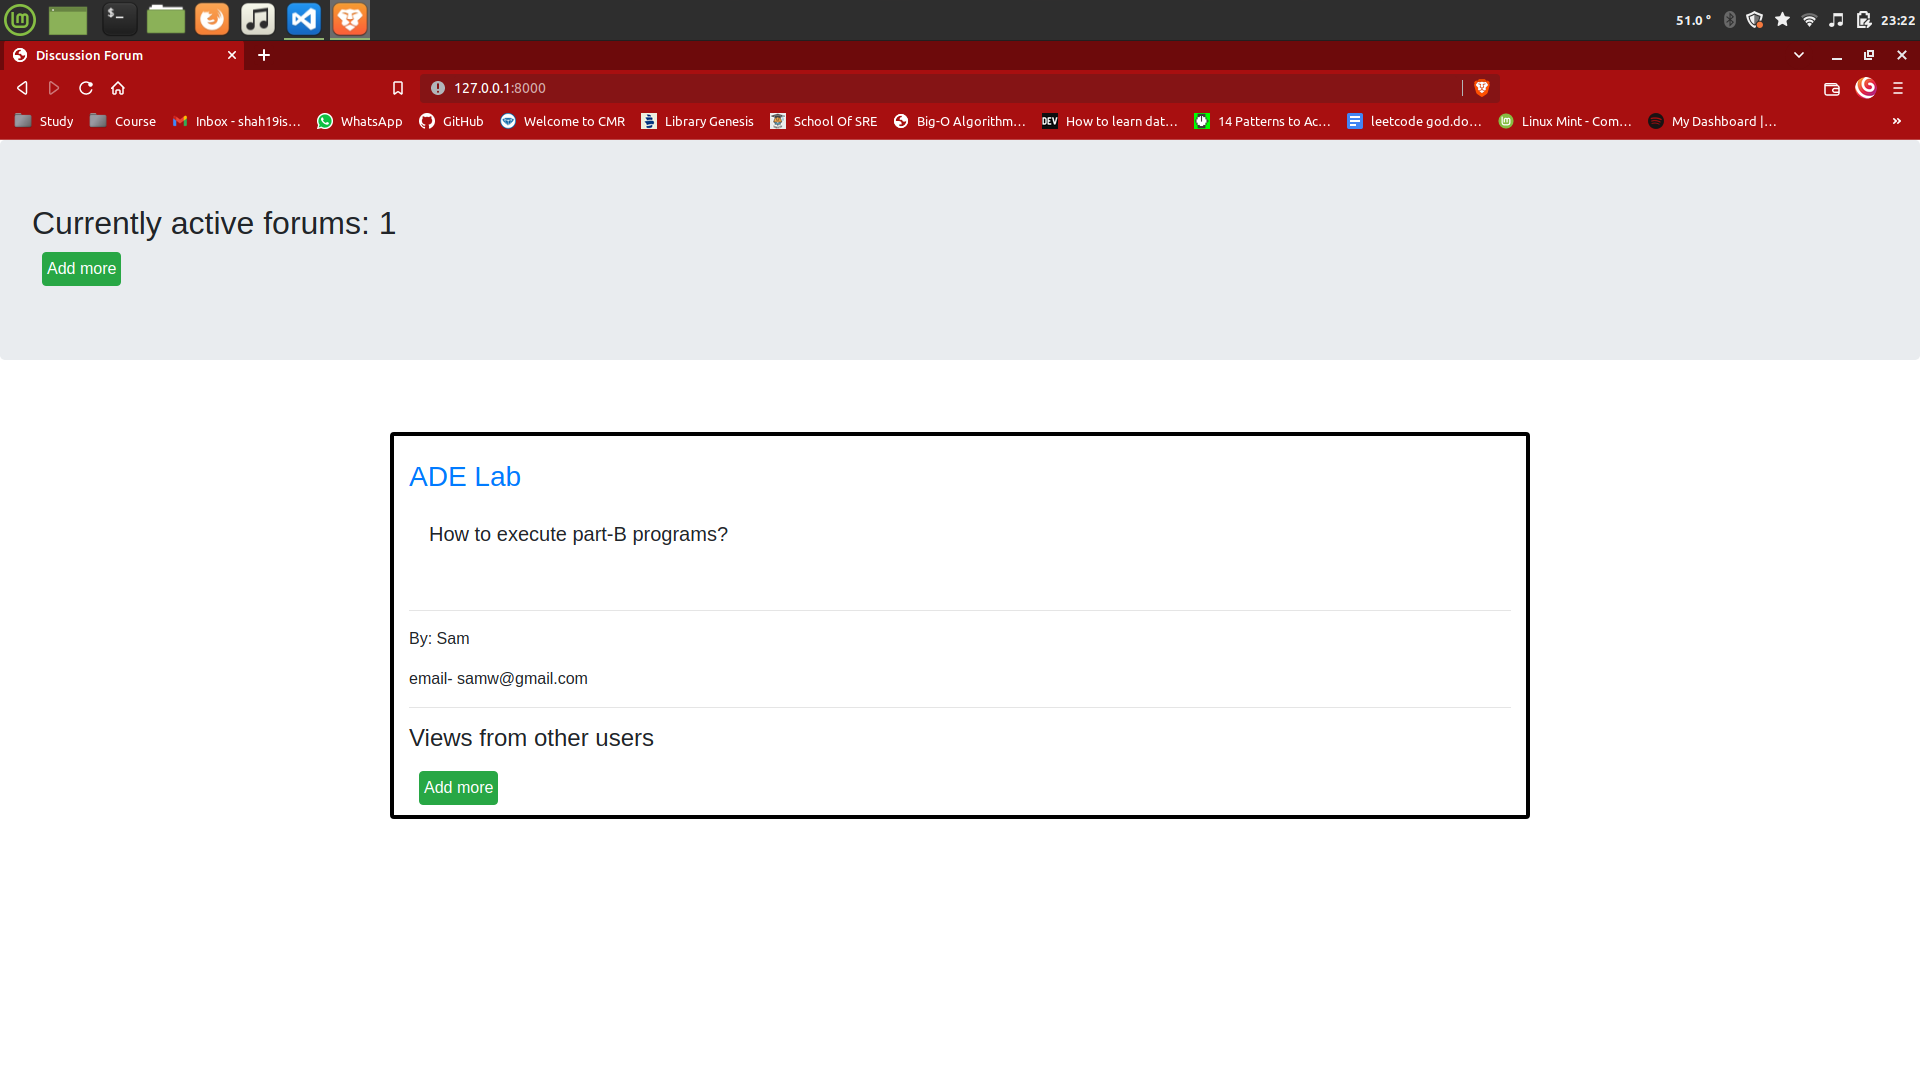 51.0 °
23:22
Discussion Forum
127.0.0.1:8000
Study
Course
Inbox - shah19is...
WhatsApp
GitHub
Welcome to CMR
Library Genesis
School Of SRE
Big-O Algorithm...
DEV
How to learn dat...
14 Patterns to Ac...
leetcode god.do...
Linux Mint - Com...
My Dashboard |...
»
Currently active forums: 1
Add more
ADE Lab
How to execute part-B programs?
By: Sam
email- samw@gmail.com
Views from other users
Add more